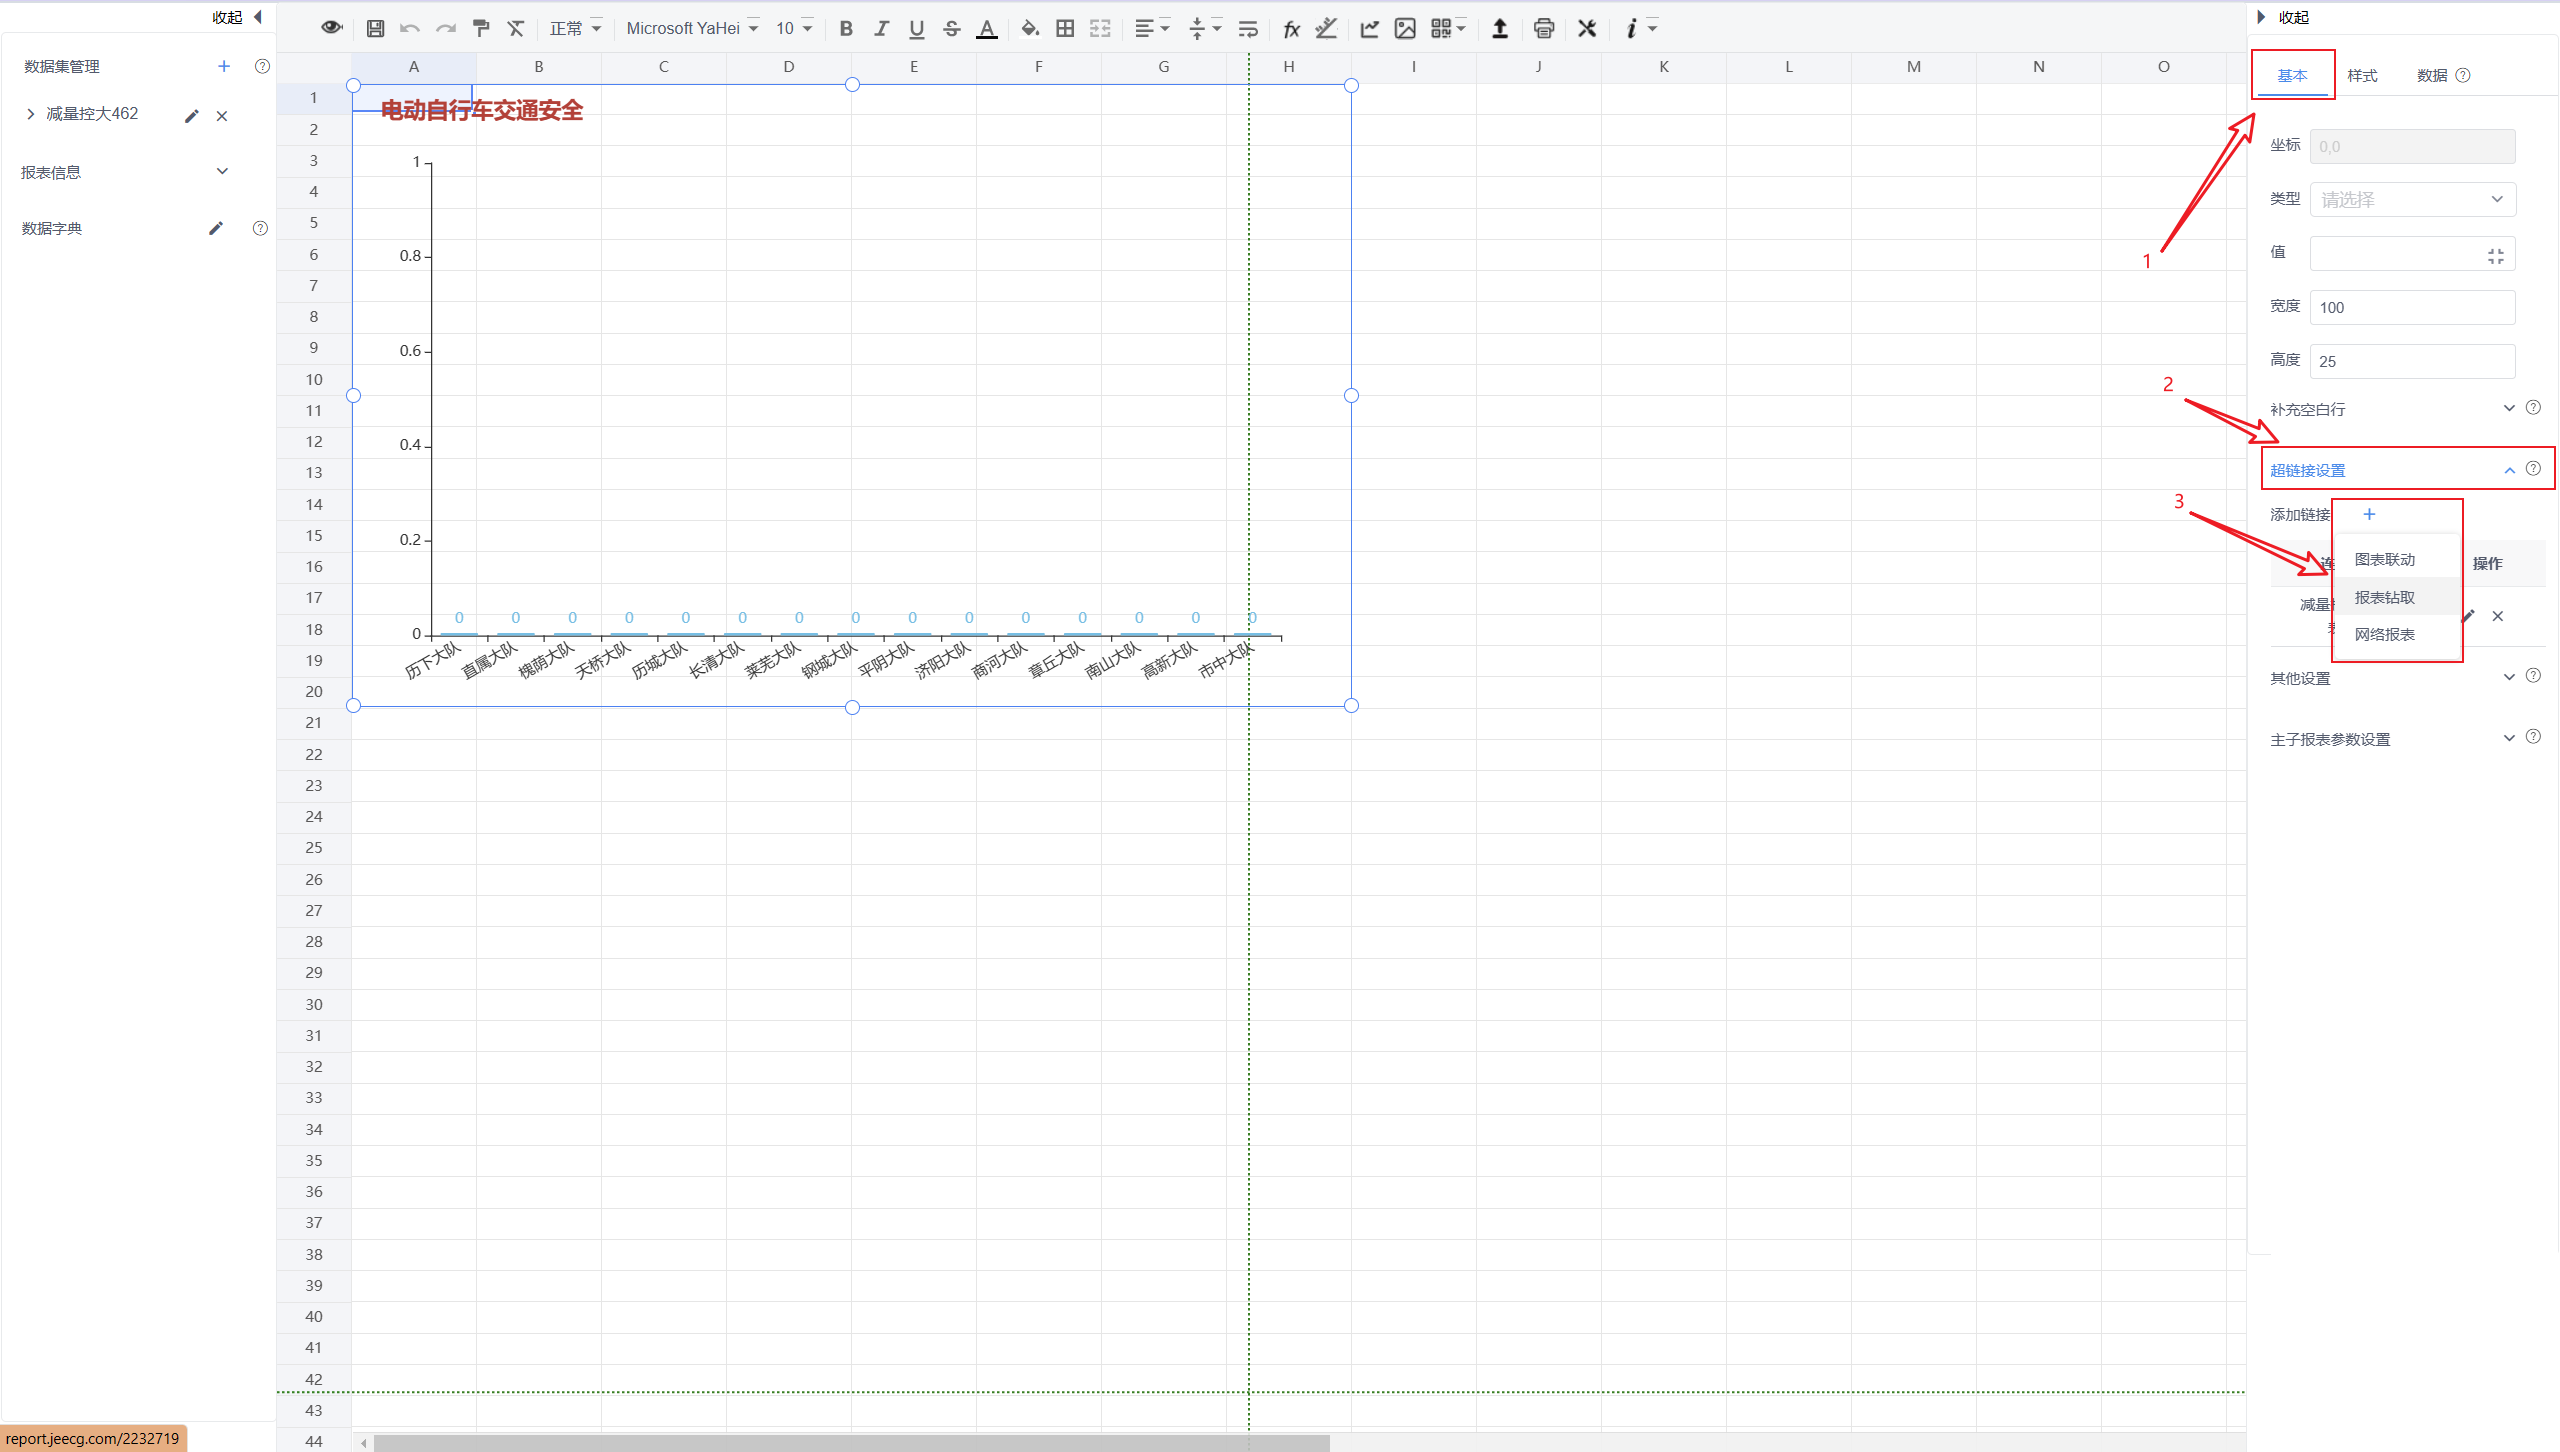 收起
数据集管理
减量控大462
报表信息
数据字典
正常
Microsoft YaHei
10
A B C D E F G H I J K L M N O
1
2
3
4
5
6
7
8
9
10
11
12
13
14
15
16
17
18
19
20
21
22
23
24
25
26
27
28
29
30
31
32
33
34
35
36
37
38
39
40
41
42
43
44
电动自行车交通安全
1
0.8
0.6
0.4
0.2
0
0 0 0 0 0 0 0 0 0 0 0 0 0 0 0
历下大队 直属大队 槐荫大队 天桥大队 历城大队 长清大队 莱芜大队 钢城大队 平阴大队 济阳大队 商河大队 章丘大队 南山大队 高新大队 市中大队
收起
基本 样式 数据
坐标 0,0
1
类型 请选择
值
宽度 100
高度 25
2
补充空白行
超链接设置
3
添加链接
图表联动
操作
报表钻取
减量
网络报表
其他设置
主子报表参数设置
report.jeecg.com/2232719